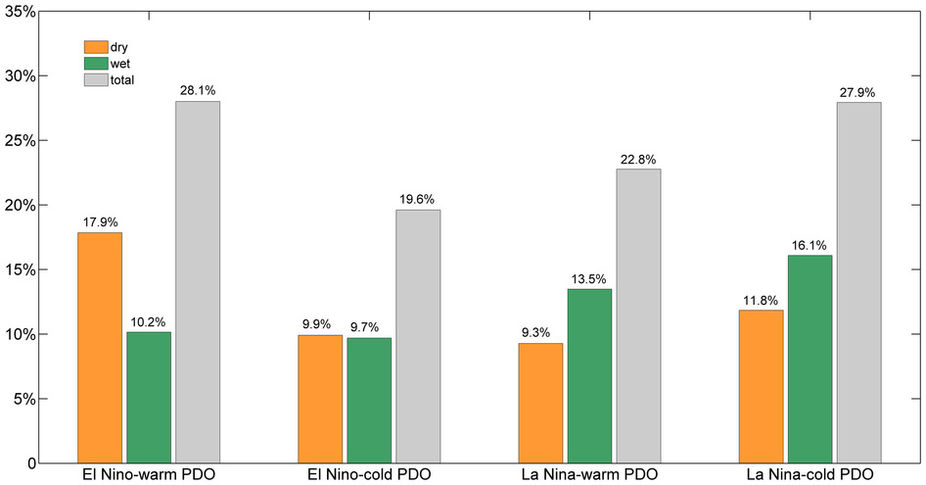 35%
30%
25%
20%
15%
10%
5%
0
dry
wet
total
17.9%
10.2%
28.1%
9.9%
9.7%
19.6%
9.3%
13.5%
22.8%
11.8%
16.1%
27.9%
El Nino-warm PDO
El Nino-cold PDO
La Nina-warm PDO
La Nina-cold PDO